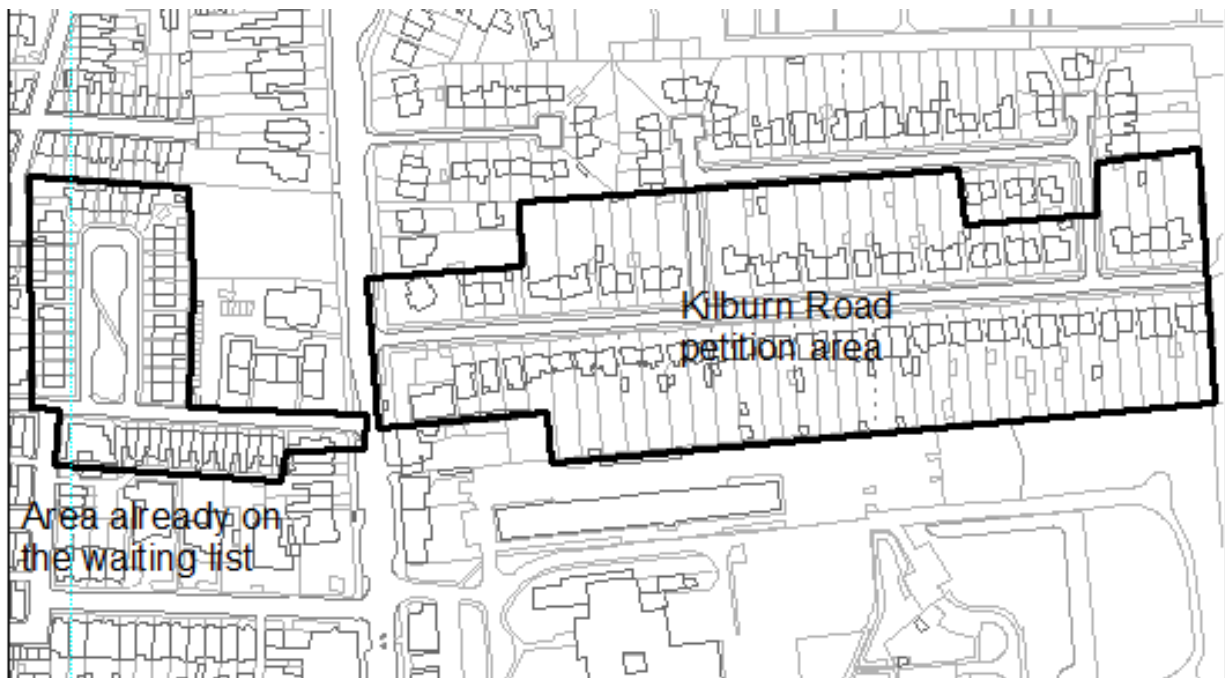 Kilburn Road
petition area
Area already on
the waiting list